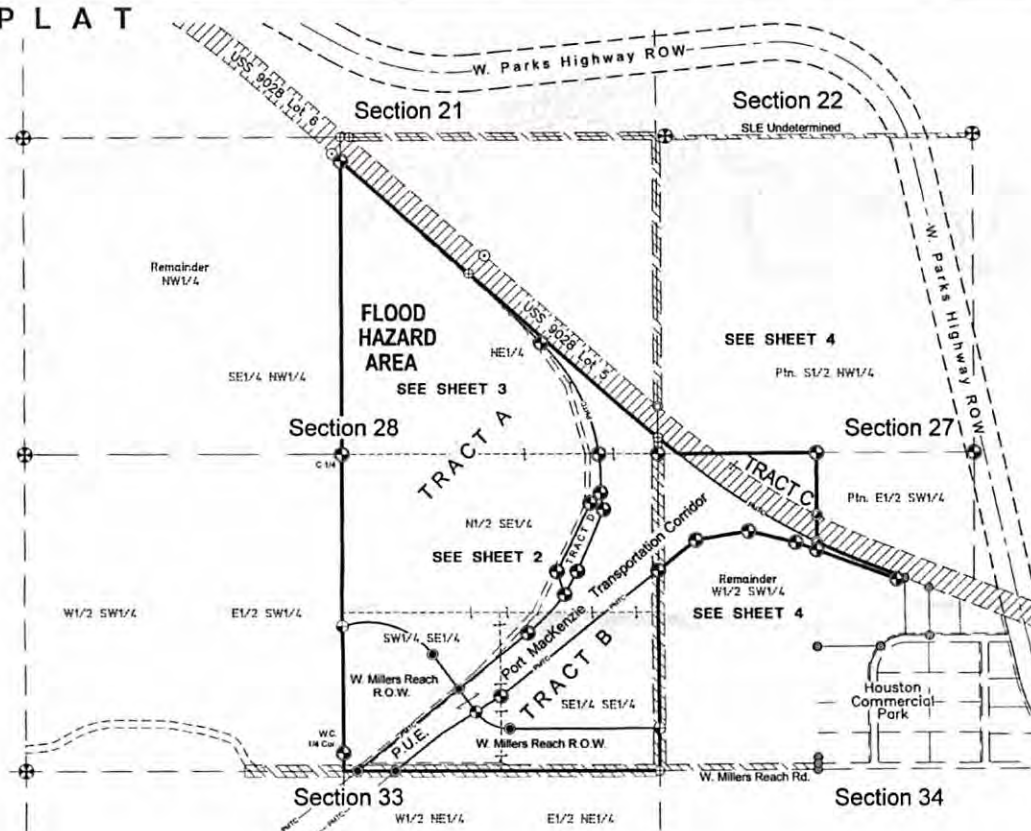 PLAT
W. Parks Highway ROW
USS 9028 Lot 6
Section 21
Section 22
SLE Undetermined
W. Parks Highway ROW
Remainder
NW1/4
FLOOD
HAZARD
AREA
NE1/4
SEE SHEET 3
USS 9028 Lot 5
SEE SHEET 4
Ptn. S1/2 NW1/4
SE1/4 NW1/4
PMTC
Section 28
C 1/4
TRACT A
Section 27
TRACT C
Ptn. E1/2 SW1/4
N1/2 SE1/4
SEE SHEET 2
TRACT D
Port MacKenzie Transportation Corridor
PMTC
Remainder
W1/2 SW1/4
SEE SHEET 4
W1/2 SW1/4
E1/2 SW1/4
SW1/4 SE1/4
W. Millers Reach
R.O.W.
PMTC
TRACT B
SE1/4 SE1/4
Houston
Commercial
Park
W.C.
1/4 Cor
P.U.E.
W. Millers Reach R.O.W.
W. Millers Reach Rd.
Section 33
Section 34
PMTC
PMTC
W1/2 NE1/4
E1/2 NE1/4